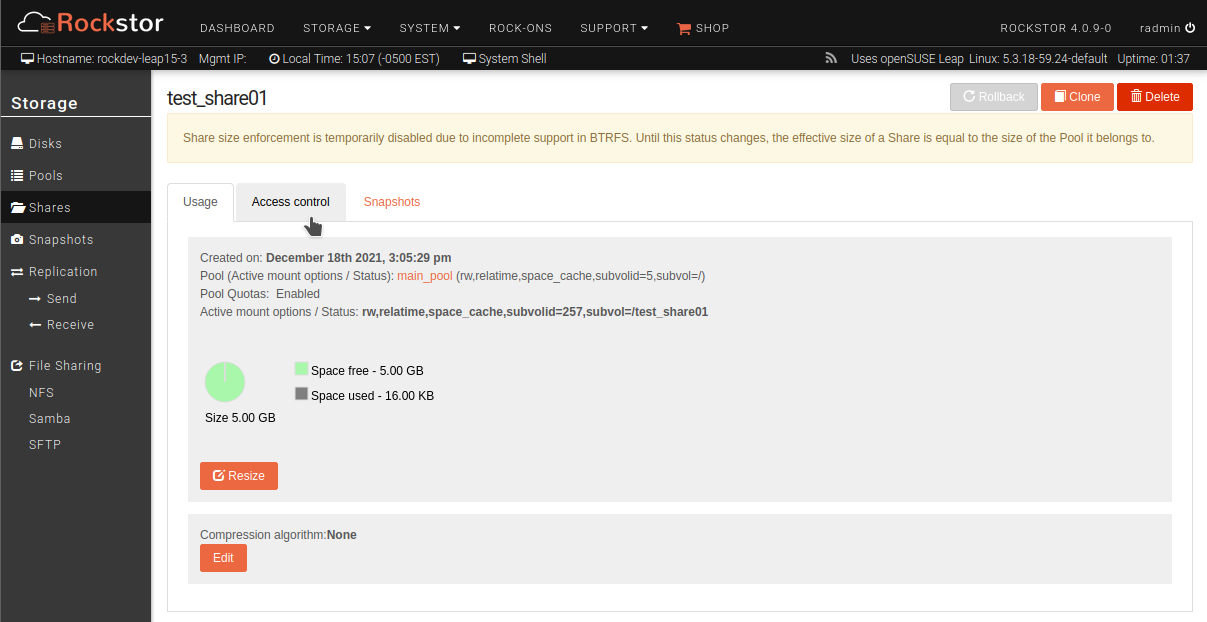 Rockstor DASHBOARD STORAGE SYSTEM ROCK-ONS SUPPORT SHOP ROCKSTOR 4.0.9-0 radmin
Hostname: rockdev-leap15-3 Mgmt IP: Local Time: 15:07 (-0500 EST) System Shell Uses openSUSE Leap Linux: 5.3.18-59.24-default Uptime: 01:37
Storage
Disks
Pools
Shares
Snapshots
Replication
Send
Receive
File Sharing
NFS
Samba
SFTP
test_share01 Rollback Clone Delete
Share size enforcement is temporarily disabled due to incomplete support in BTRFS. Until this status changes, the effective size of a Share is equal to the size of the Pool it belongs to.
Usage Access control Snapshots
Created on: December 18th 2021, 3:05:29 pm
Pool (Active mount options / Status): main_pool (rw,relatime,space_cache,subvolid=5,subvol=/)
Pool Quotas: Enabled
Active mount options / Status: rw,relatime,space_cache,subvolid=257,subvol=/test_share01
Space free - 5.00 GB
Space used - 16.00 KB
Size 5.00 GB
Resize
Compression algorithm:None
Edit